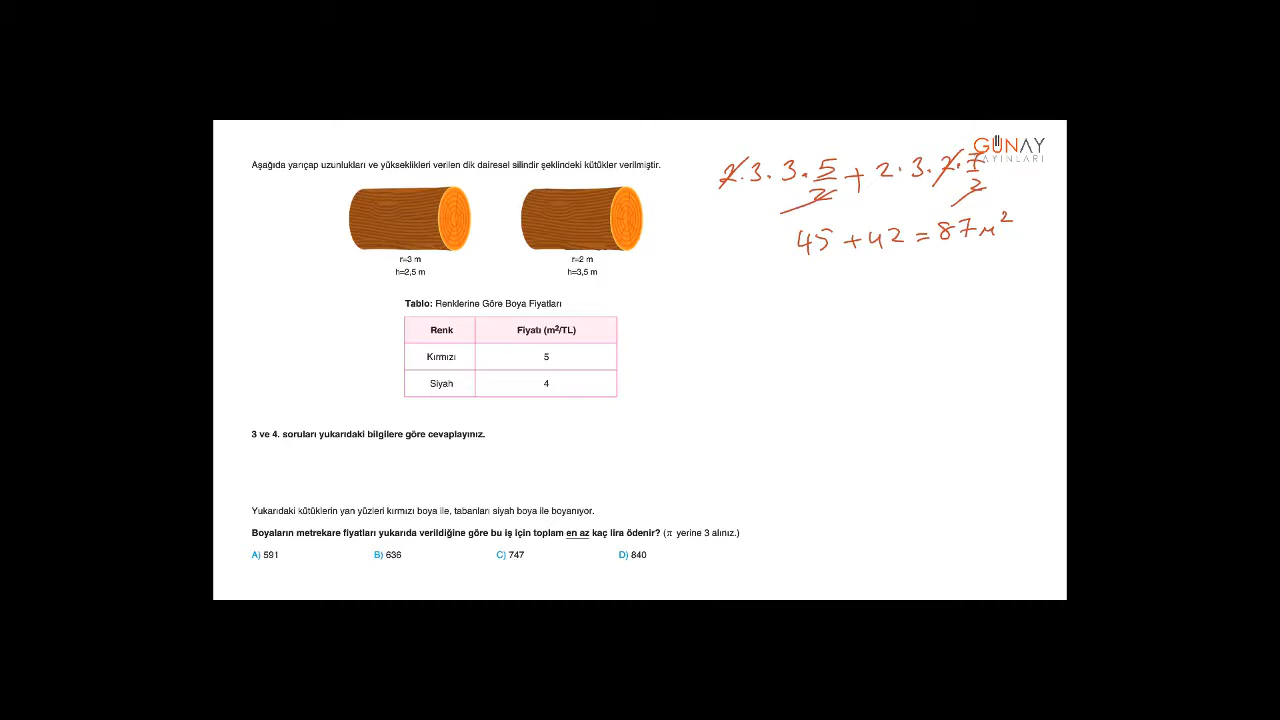 GÜNAY
YAYINLARI
Aşağıda yarıçap uzunlukları ve yükseklikleri verilen dik dairesel silindir şeklindeki kütükler verilmiştir.
2.3.3.5/2 + 2.3.2.7/2
45 + 42 = 87 m²
r=3 m
h=2,5 m
r=2 m
h=3,5 m
Tablo: Renklerine Göre Boya Fiyatları
Renk Fiyatı (m²/TL)
Kırmızı 5
Siyah 4
3 ve 4. soruları yukarıdaki bilgilere göre cevaplayınız.
Yukarıdaki kütüklerin yan yüzleri kırmızı boya ile, tabanları siyah boya ile boyanıyor.
Boyaların metrekare fiyatları yukarıda verildiğine göre bu iş için toplam en az kaç lira ödenir? (π yerine 3 alınız.)
A) 591 B) 636 C) 747 D) 840